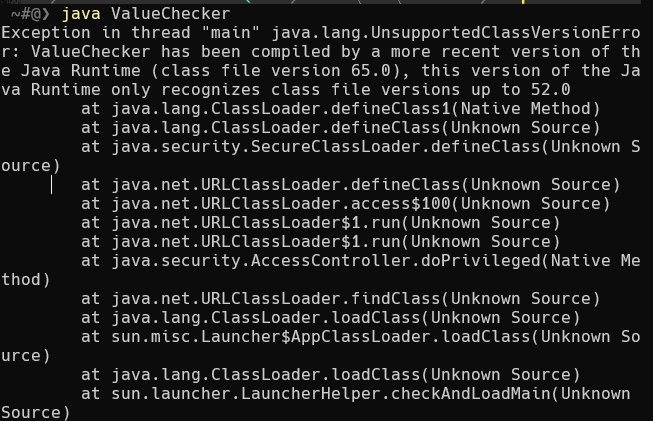 ~#@❯ java ValueChecker
Exception in thread "main" java.lang.UnsupportedClassVersionErro
r: ValueChecker has been compiled by a more recent version of th
e Java Runtime (class file version 65.0), this version of the Ja
va Runtime only recognizes class file versions up to 52.0
        at java.lang.ClassLoader.defineClass1(Native Method)
        at java.lang.ClassLoader.defineClass(Unknown Source)
        at java.security.SecureClassLoader.defineClass(Unknown S
ource)
        at java.net.URLClassLoader.defineClass(Unknown Source)
        at java.net.URLClassLoader.access$100(Unknown Source)
        at java.net.URLClassLoader$1.run(Unknown Source)
        at java.net.URLClassLoader$1.run(Unknown Source)
        at java.security.AccessController.doPrivileged(Native Me
thod)
        at java.net.URLClassLoader.findClass(Unknown Source)
        at java.lang.ClassLoader.loadClass(Unknown Source)
        at sun.misc.Launcher$AppClassLoader.loadClass(Unknown So
urce)
        at java.lang.ClassLoader.loadClass(Unknown Source)
        at sun.launcher.LauncherHelper.checkAndLoadMain(Unknown
Source)